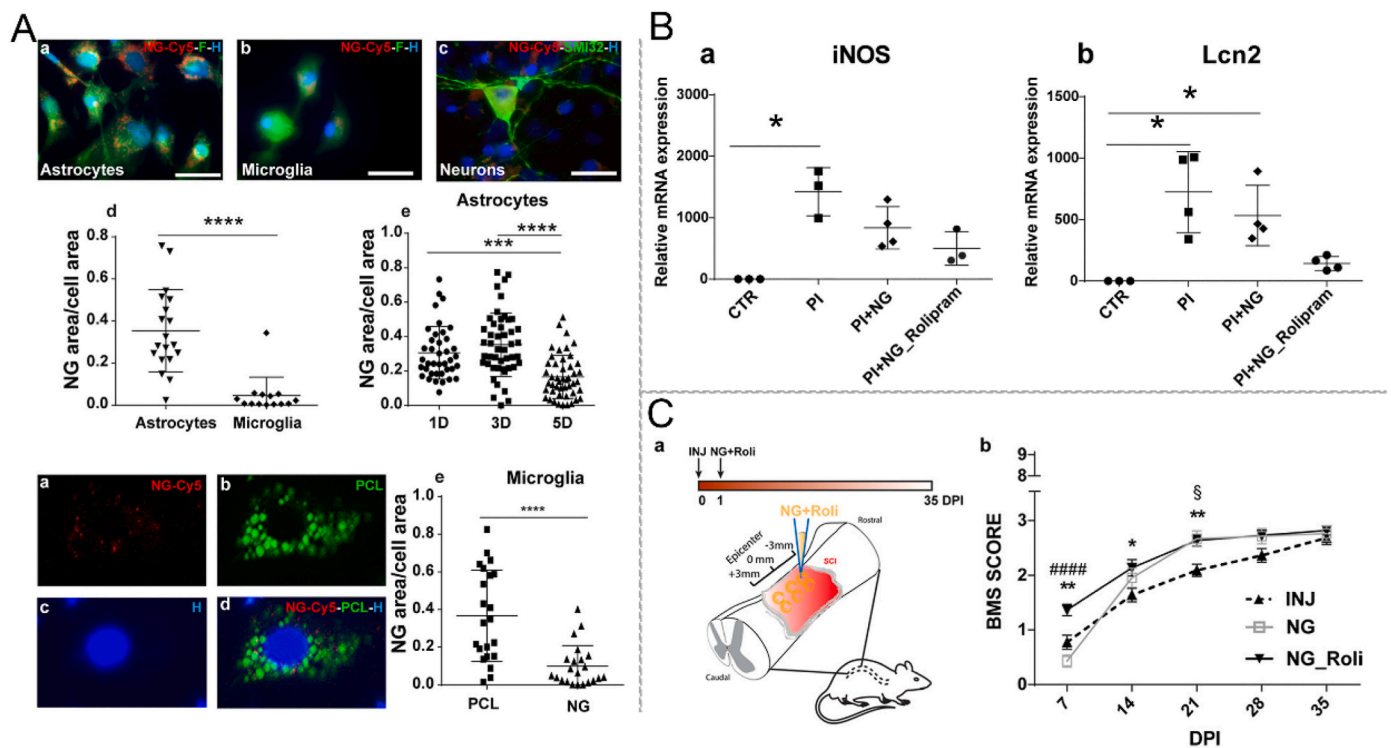 A
a
NG-Cy5-F-H
Astrocytes
b
NG-Cy5-F-H
Microglia
c
NG-Cy5-SMI32-H
Neurons
d
NG area/cell area
0.8
0.6
0.4
0.2
0.0
****
Astrocytes
Microglia
e
Astrocytes
NG area/cell area
1.0
0.8
0.6
0.4
0.2
0.0
***
****
1D
3D
5D
a
NG-Cy5
b
PCL
c
H
d
NG-Cy5-PCL-H
e
Microglia
NG area/cell area
1.0
0.8
0.6
0.4
0.2
0.0
****
PCL
NG
B
a
iNOS
Relative mRNA expression
3000
2000
1000
0
*
CTR
PI
PI+NG
PI+NG_Rolipram
b
Lcn2
Relative mRNA expression
1500
1000
500
0
*
*
CTR
PI
PI+NG
PI+NG_Rolipram
C
a
INJ NG+Roli
0 1 35 DPI
NG+Roli
Rostral
Epicenter
-3mm
0 mm
+3mm
SCI
Caudal
b
BMS SCORE
9
8
3
2
1
0
####
**
*
§
**
INJ
NG
NG_Roli
7
14
21
28
35
DPI